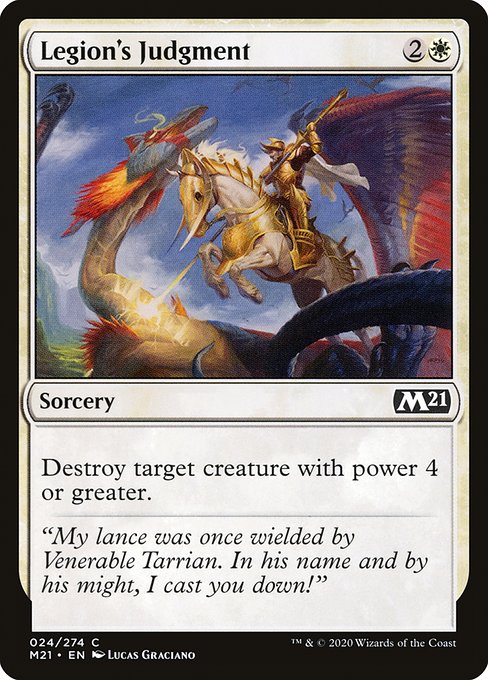 Legion's Judgment 2
Sorcery M21
Destroy target creature with power 4
or greater.
“My lance was once wielded by
Venerable Tarrian. In his name and by
his might, I cast you down!”
024/274 C ™ & © 2020 Wizards of the Coast
M21 • EN Lucas Graciano